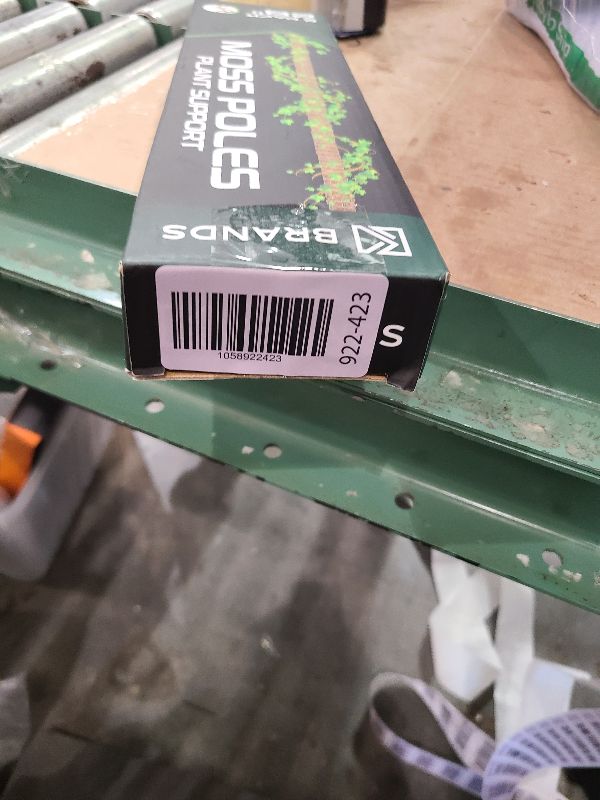 MOSS POLES
PLANT SUPPORT
BRANDS
1058922423
922-423
S